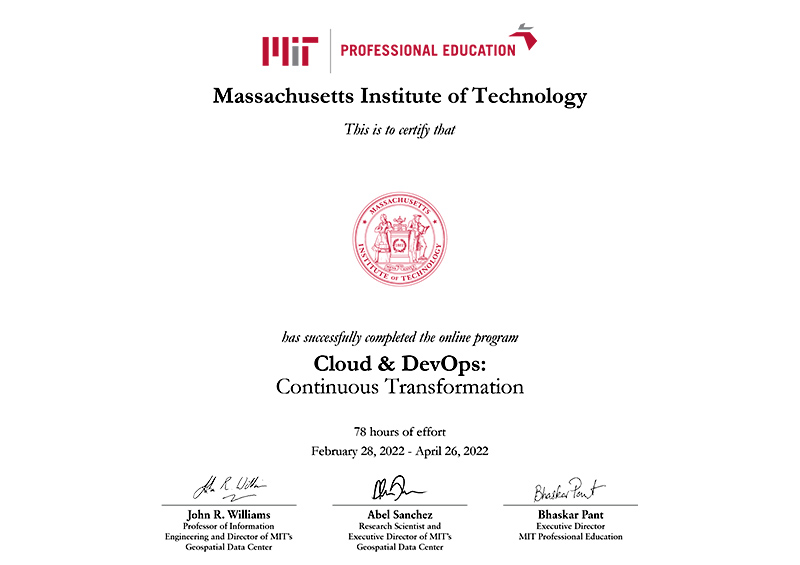 MIT PROFESSIONAL EDUCATION
Massachusetts Institute of Technology
This is to certify that
MASSACHUSETTS
INSTITUTE OF TECHNOLOGY
has successfully completed the online program
Cloud & DevOps:
Continuous Transformation
78 hours of effort
February 28, 2022 - April 26, 2022
John R. Williams
Professor of Information
Engineering and Director of MIT's
Geospatial Data Center
Abel Sanchez
Research Scientist and
Executive Director of MIT's
Geospatial Data Center
Bhaskar Pant
Bhaskar Pant
Executive Director
MIT Professional Education